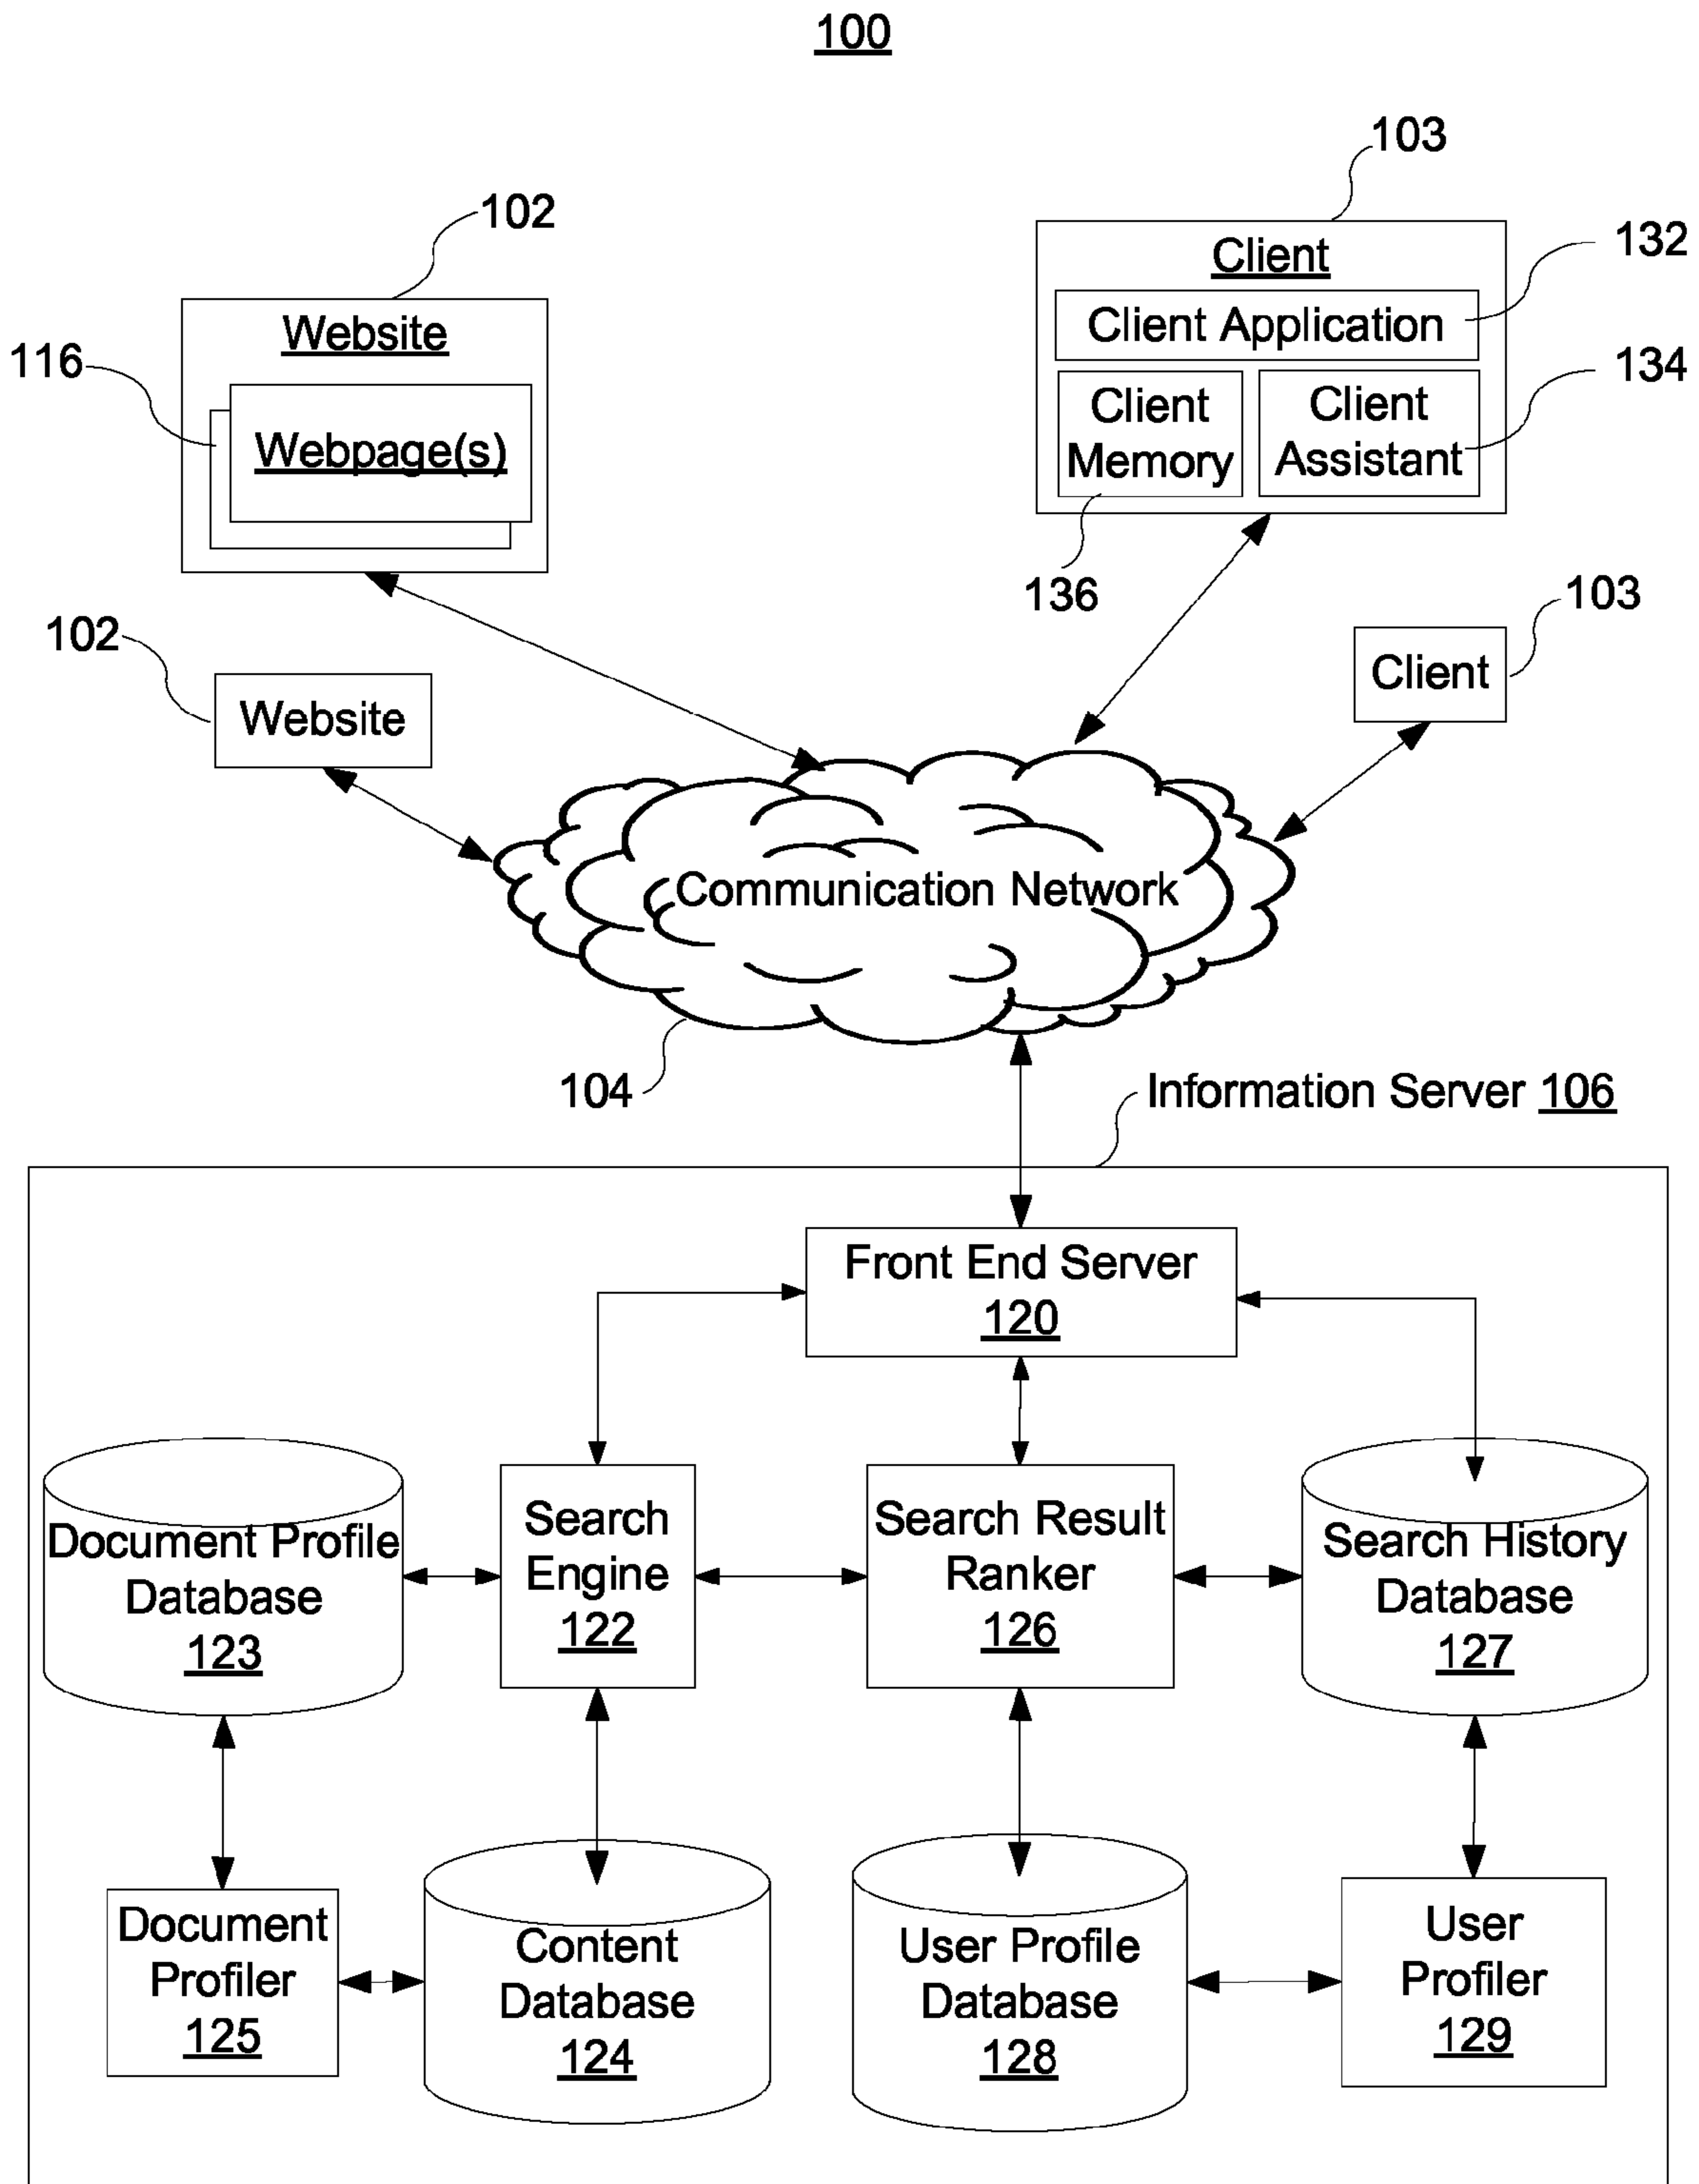 100
103
102
132
Client
Client Application
Website
116
134
Client
Memory
Client
Assistant
Webpage(s)
136
103
102
Client
Website
Communication Network
104
Information Server 106
Front End Server
120
Document Profile
Database
123
Search
Engine
122
Search Result
Ranker
126
Search History
Database
127
Document
Profiler
125
Content
Database
124
User Profile
Database
128
User
Profiler
129